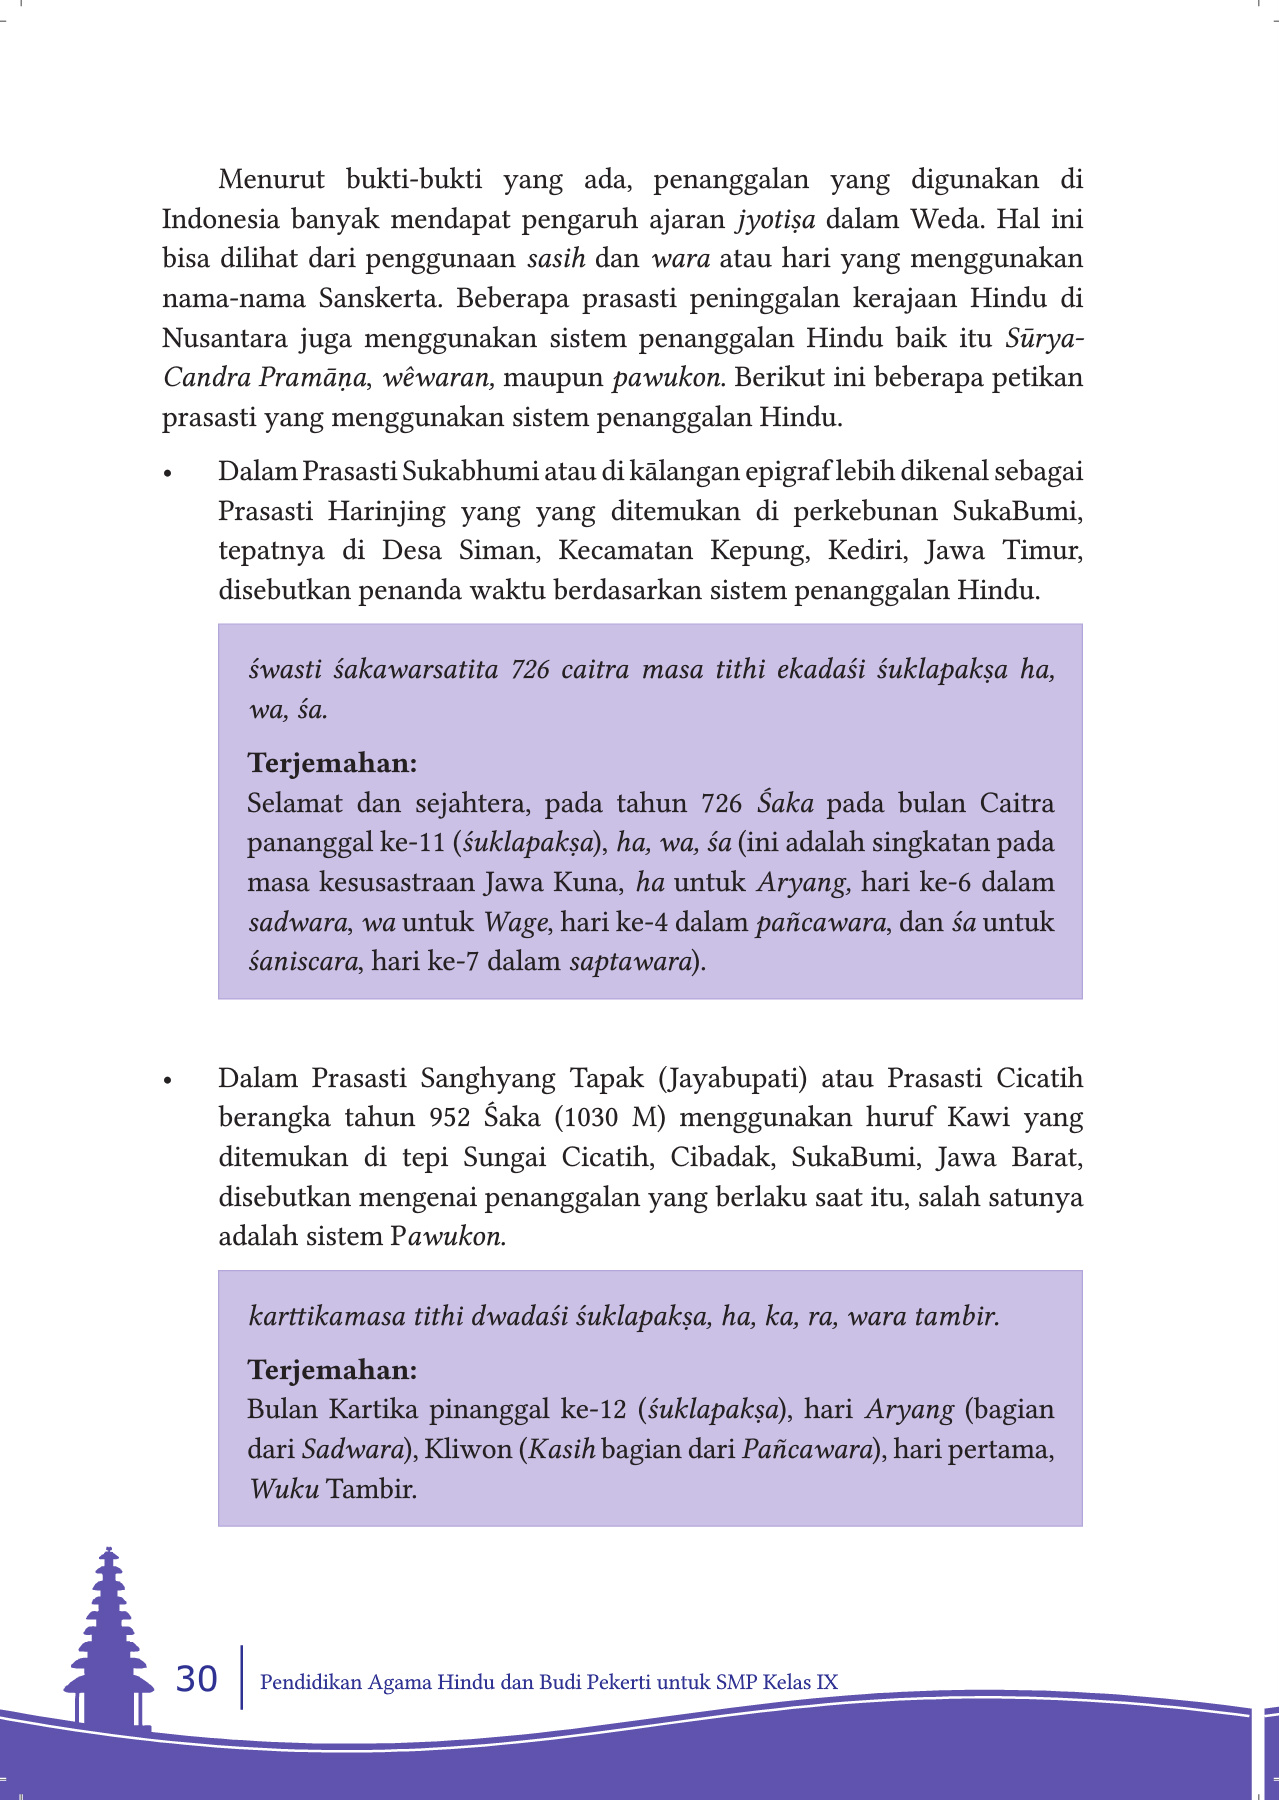 Menurut bukti-bukti yang ada, penanggalan yang digunakan di
Indonesia banyak mendapat pengaruh ajaran jyotiṣa dalam Weda. Hal ini
bisa dilihat dari penggunaan sasih dan wara atau hari yang menggunakan
nama-nama Sanskerta. Beberapa prasasti peninggalan kerajaan Hindu di
Nusantara juga menggunakan sistem penanggalan Hindu baik itu Sūrya-
Candra Pramāṇa, wêwaran, maupun pawukon. Berikut ini beberapa petikan
prasasti yang menggunakan sistem penanggalan Hindu.
• Dalam Prasasti Sukabhumi atau di kālangan epigraf lebih dikenal sebagai
Prasasti Harinjing yang yang ditemukan di perkebunan SukaBumi,
tepatnya di Desa Siman, Kecamatan Kepung, Kediri, Jawa Timur,
disebutkan penanda waktu berdasarkan sistem penanggalan Hindu.
śwasti śakawarsatita 726 caitra masa tithi ekadaśi śuklapakṣa ha,
wa, śa.
Terjemahan:
Selamat dan sejahtera, pada tahun 726 Śaka pada bulan Caitra
pananggal ke-11 (śuklapakṣa), ha, wa, śa (ini adalah singkatan pada
masa kesusastraan Jawa Kuna, ha untuk Aryang, hari ke-6 dalam
sadwara, wa untuk Wage, hari ke-4 dalam pañcawara, dan śa untuk
śaniscara, hari ke-7 dalam saptawara).
• Dalam Prasasti Sanghyang Tapak (Jayabupati) atau Prasasti Cicatih
berangka tahun 952 Śaka (1030 M) menggunakan huruf Kawi yang
ditemukan di tepi Sungai Cicatih, Cibadak, SukaBumi, Jawa Barat,
disebutkan mengenai penanggalan yang berlaku saat itu, salah satunya
adalah sistem Pawukon.
karttikamasa tithi dwadaśi śuklapakṣa, ha, ka, ra, wara tambir.
Terjemahan:
Bulan Kartika pinanggal ke-12 (śuklapakṣa), hari Aryang (bagian
dari Sadwara), Kliwon (Kasih bagian dari Pañcawara), hari pertama,
Wuku Tambir.
30 Pendidikan Agama Hindu dan Budi Pekerti untuk SMP Kelas IX